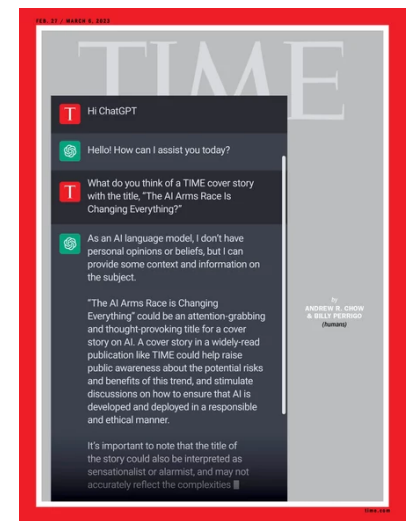 FEB. 27 / MARCH 6, 2023
TIME
T Hi ChatGPT
Hello! How can I assist you today?
T What do you think of a TIME cover story
with the title, "The AI Arms Race Is
Changing Everything?"
As an AI language model, I don't have
personal opinions or beliefs, but I can
provide some context and information on
the subject.
"The AI Arms Race is Changing
Everything" could be an attention-grabbing
and thought-provoking title for a cover
story on AI. A cover story in a widely-read
publication like TIME could help raise
public awareness about the potential risks
and benefits of this trend, and stimulate
discussions on how to ensure that AI is
developed and deployed in a responsible
and ethical manner.
It's important to note that the title of
the story could also be interpreted as
sensationalist or alarmist, and may not
accurately reflect the complexities
by
ANDREW R. CHOW
& BILLY PERRIGO
(humans)
TIME.COM